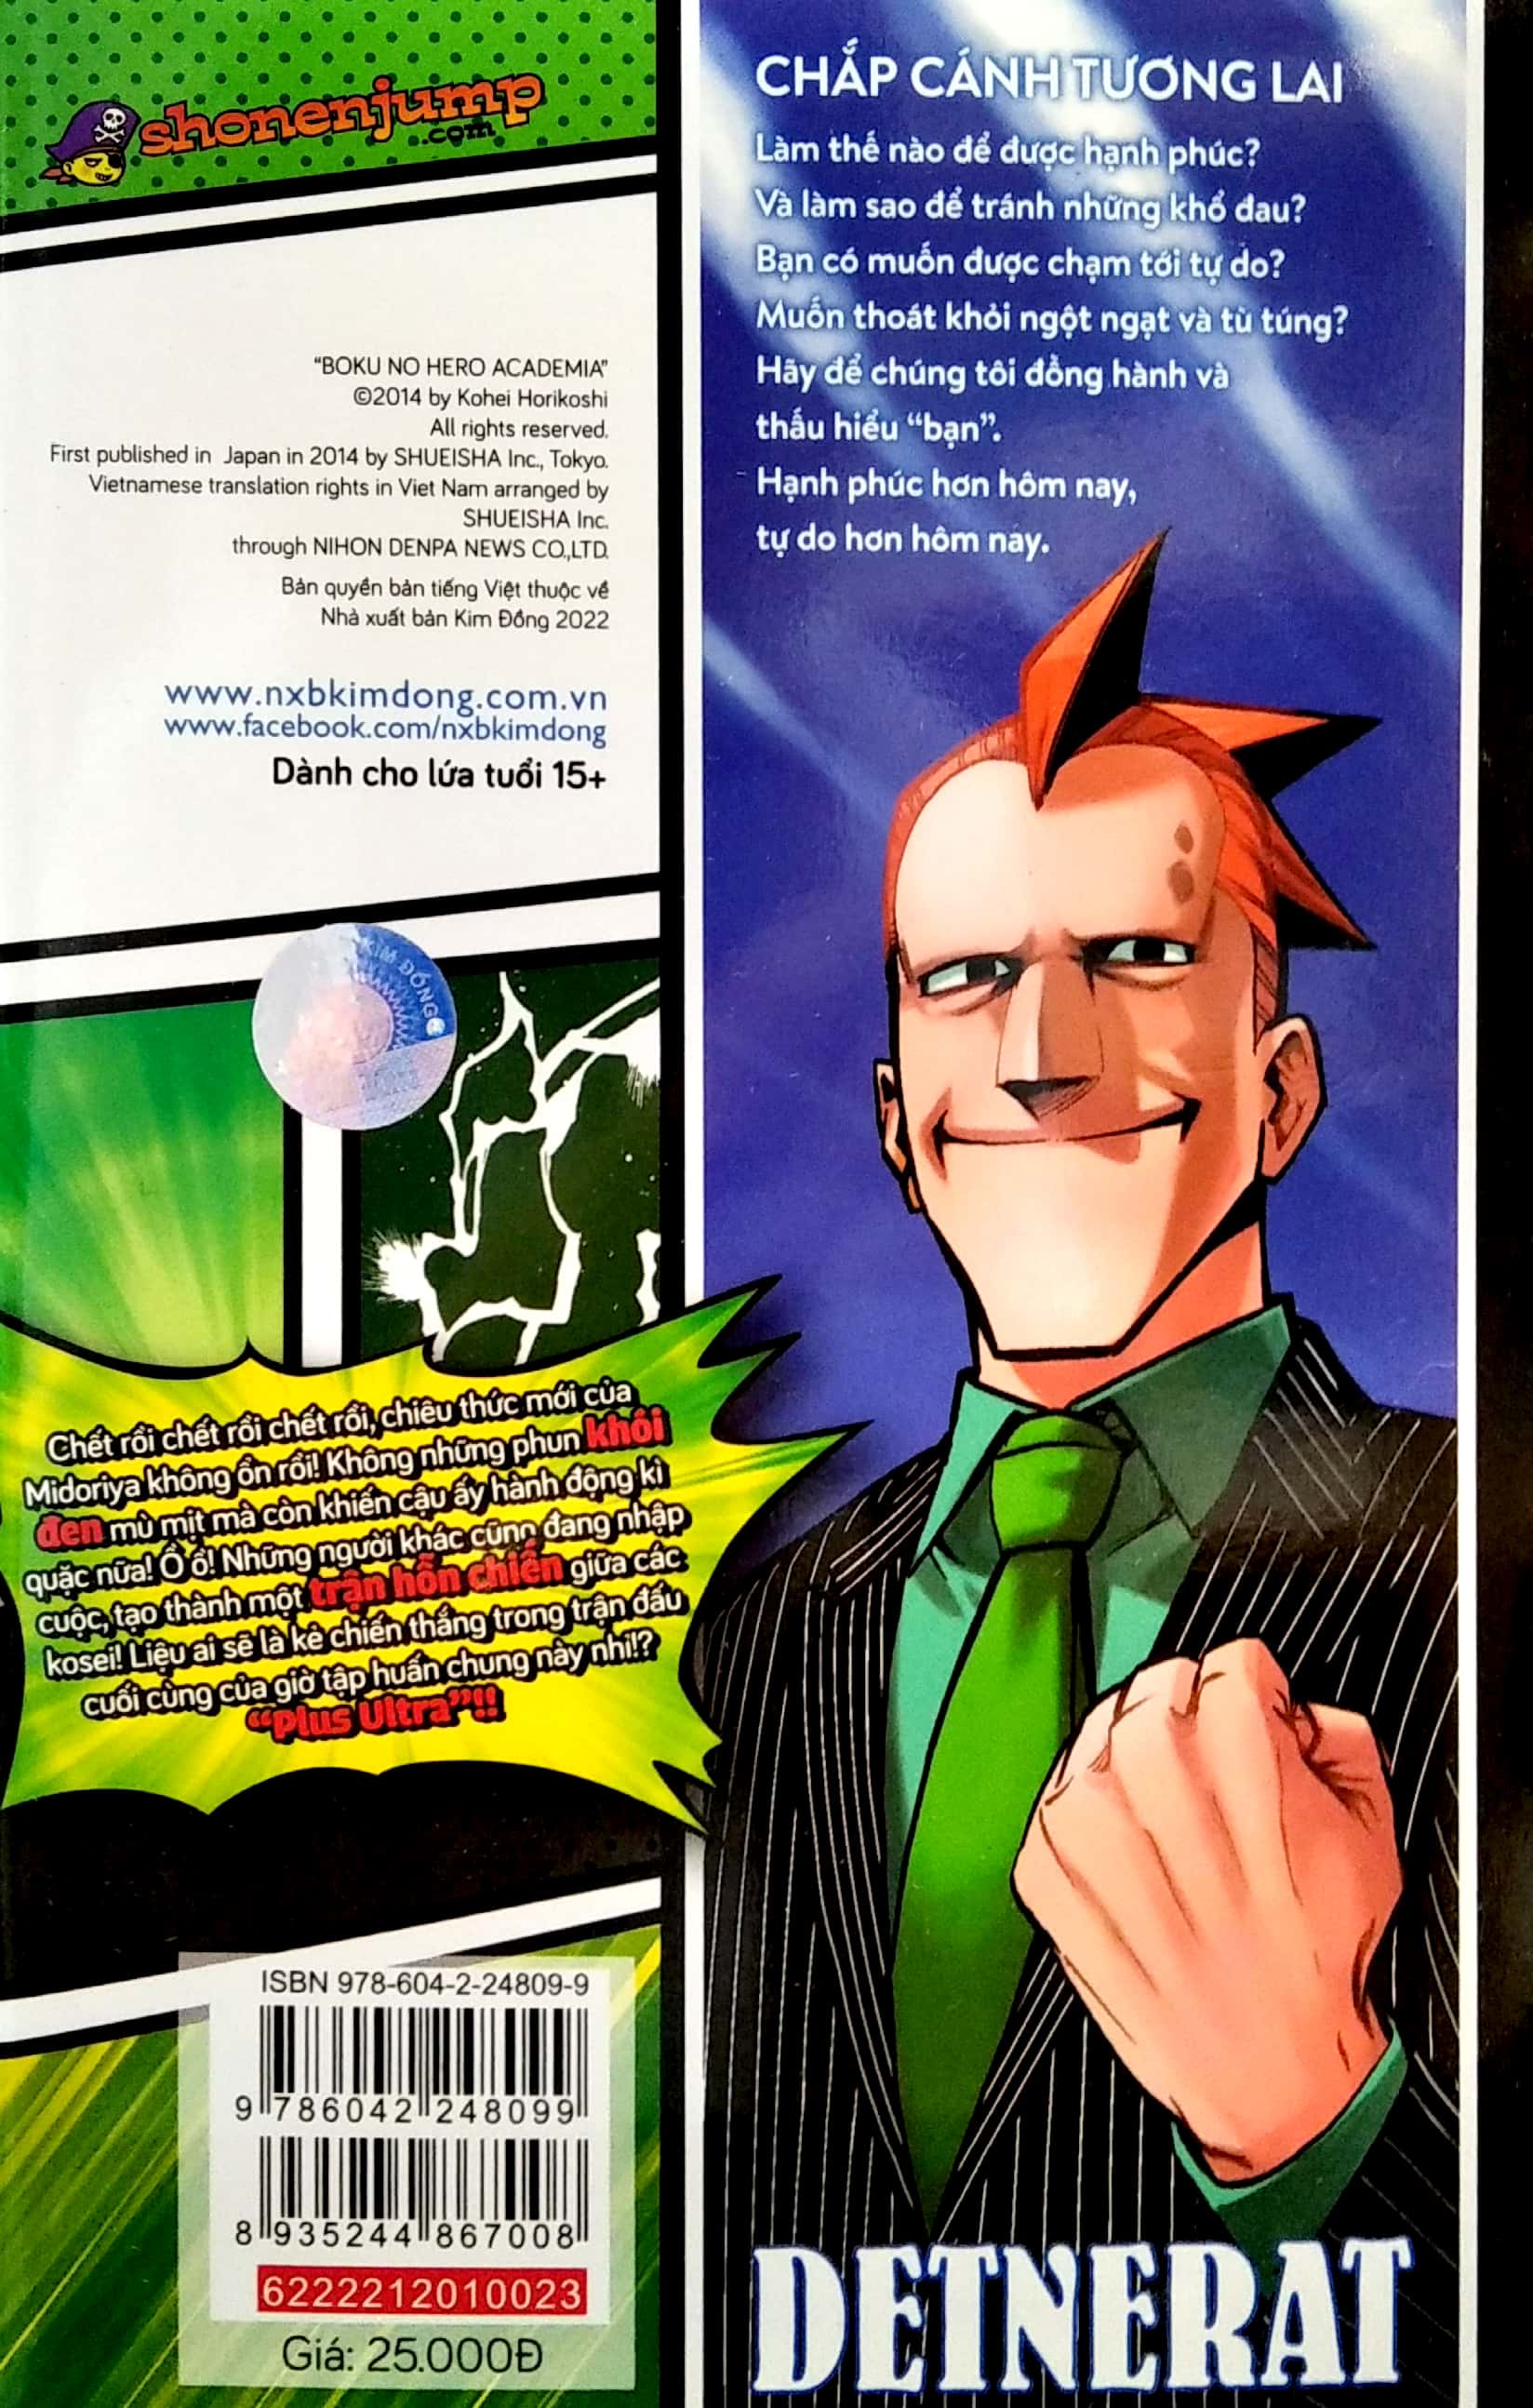 shonenjump
.com
“BOKU NO HERO ACADEMIA”
©2014 by Kohei Horikoshi
All rights reserved.
First published in Japan in 2014 by SHUEISHA Inc., Tokyo.
Vietnamese translation rights in Viet Nam arranged by
SHUEISHA Inc.
through NIHON DENPA NEWS CO.,LTD.
Bản quyền bản tiếng Việt thuộc về
Nhà xuất bản Kim Đồng 2022
www.nxbkimdong.com.vn
www.facebook.com/nxbkimdong
Dành cho lứa tuổi 15+
KIM ĐỒNG
Chết rồi chết rồi chết rồi, chiêu thức mới của
Midoriya không ổn rồi! Không những phun khói
đen mù mịt mà còn khiến cậu ấy hành động kì
quặc nữa! Ồ ố! Những người khác cũng đang nhập
cuộc, tạo thành một trận hỗn chiến giữa các
kosei! Liệu ai sẽ là kẻ chiến thắng trong trận đấu
cuối cùng của giờ tập huấn chung này nhỉ!?
“Plus Ultra”!!
ISBN 978-604-2-24809-9
9 786042 248099
8 935244 867008
6222212010023
Giá: 25.000Đ
CHẮP CÁNH TƯƠNG LAI
Làm thế nào để được hạnh phúc?
Và làm sao để tránh những khổ đau?
Bạn có muốn được chạm tới tự do?
Muốn thoát khỏi ngột ngạt và tù túng?
Hãy để chúng tôi đồng hành và
thấu hiểu “bạn”.
Hạnh phúc hơn hôm nay,
tự do hơn hôm nay.
DETNERAT